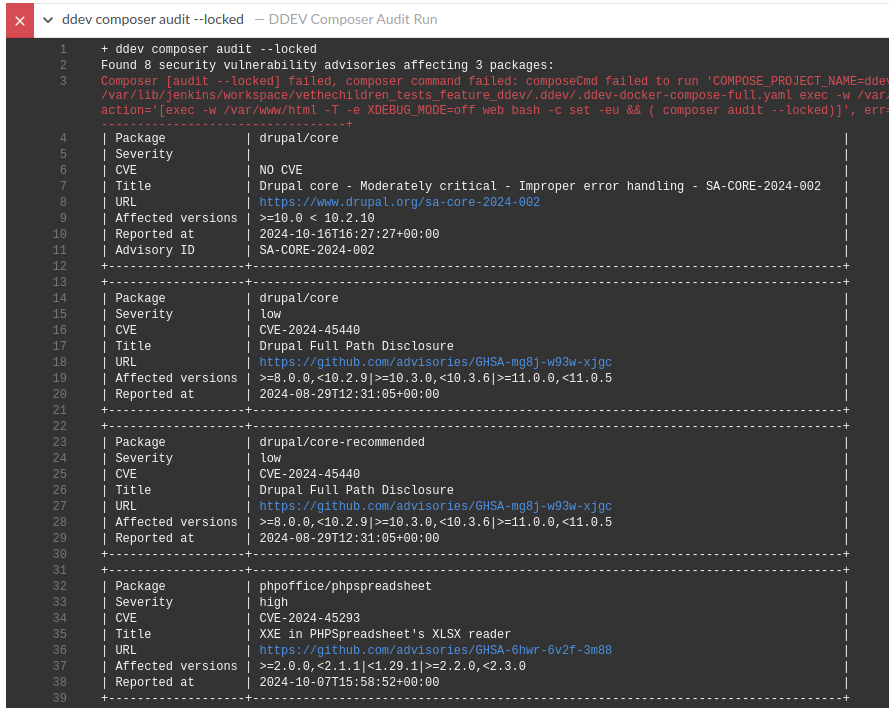 ddev composer audit --locked — DDEV Composer Audit Run
1 + ddev composer audit --locked
2 Found 8 security vulnerability advisories affecting 3 packages:
3 Composer [audit --locked] failed, composer command failed: composeCmd failed to run 'COMPOSE_PROJECT_NAME=ddev
/var/lib/jenkins/workspace/vethechildren_tests_feature_ddev/.ddev/.ddev-docker-compose-full.yaml exec -w /var/
action='[exec -w /var/www/html -T -e XDEBUG_MODE=off web bash -c set -eu && ( composer audit --locked)]', err=
----------------------------------+
4 | Package | drupal/core |
5 | Severity | |
6 | CVE | NO CVE |
7 | Title | Drupal core - Moderately critical - Improper error handling - SA-CORE-2024-002 |
8 | URL | https://www.drupal.org/sa-core-2024-002 |
9 | Affected versions | >=10.0 < 10.2.10 |
10 | Reported at | 2024-10-16T16:27:27+00:00 |
11 | Advisory ID | SA-CORE-2024-002 |
12 +-------------------+----------------------------------------------------------------------------------+
13 +-------------------+----------------------------------------------------------------------------------+
14 | Package | drupal/core |
15 | Severity | low |
16 | CVE | CVE-2024-45440 |
17 | Title | Drupal Full Path Disclosure |
18 | URL | https://github.com/advisories/GHSA-mg8j-w93w-xjgc |
19 | Affected versions | >=8.0.0,<10.2.9|>=10.3.0,<10.3.6|>=11.0.0,<11.0.5 |
20 | Reported at | 2024-08-29T12:31:05+00:00 |
21 +-------------------+----------------------------------------------------------------------------------+
22 +-------------------+----------------------------------------------------------------------------------+
23 | Package | drupal/core-recommended |
24 | Severity | low |
25 | CVE | CVE-2024-45440 |
26 | Title | Drupal Full Path Disclosure |
27 | URL | https://github.com/advisories/GHSA-mg8j-w93w-xjgc |
28 | Affected versions | >=8.0.0,<10.2.9|>=10.3.0,<10.3.6|>=11.0.0,<11.0.5 |
29 | Reported at | 2024-08-29T12:31:05+00:00 |
30 +-------------------+----------------------------------------------------------------------------------+
31 +-------------------+----------------------------------------------------------------------------------+
32 | Package | phpoffice/phpspreadsheet |
33 | Severity | high |
34 | CVE | CVE-2024-45293 |
35 | Title | XXE in PHPSpreadsheet's XLSX reader |
36 | URL | https://github.com/advisories/GHSA-6hwr-6v2f-3m88 |
37 | Affected versions | >=2.0.0,<2.1.1|<1.29.1|>=2.2.0,<2.3.0 |
38 | Reported at | 2024-10-07T15:58:52+00:00 |
39 +-------------------+----------------------------------------------------------------------------------+